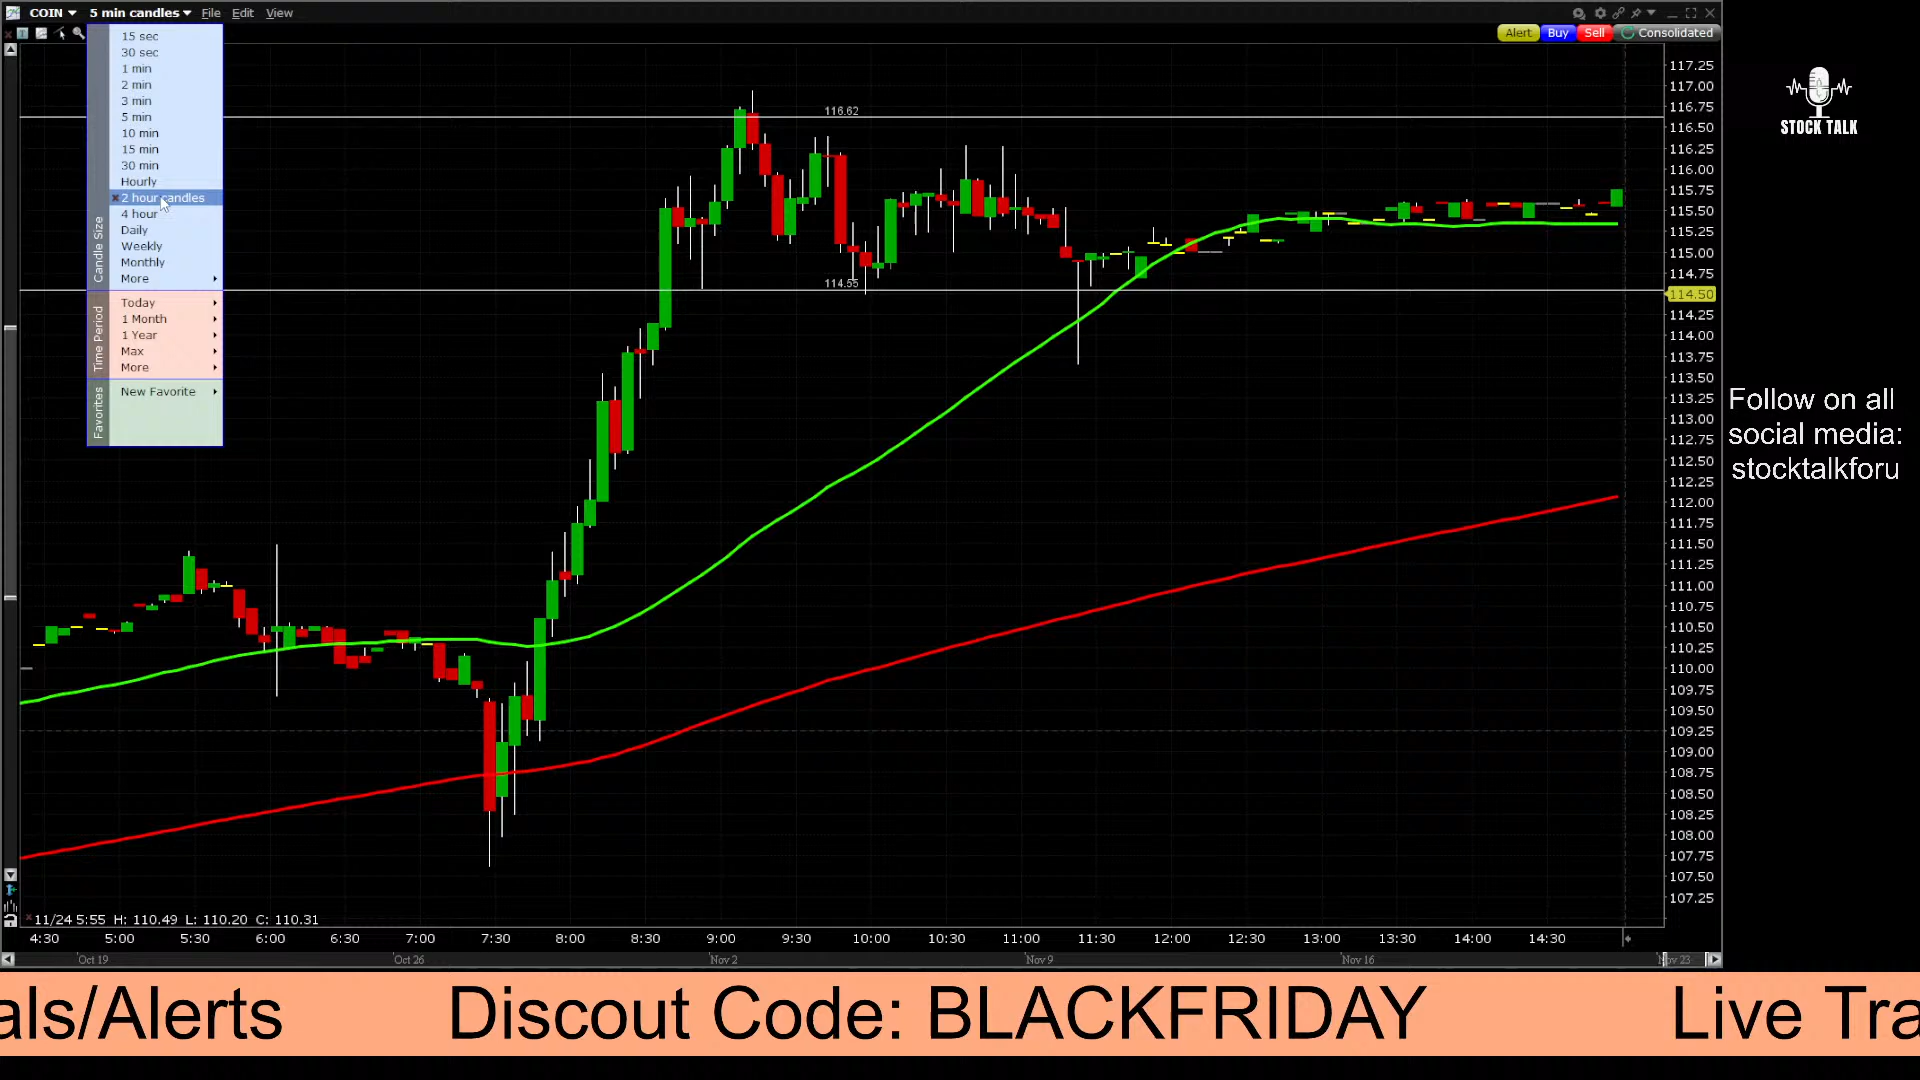 COIN 5 min candles File Edit View
Alert Buy Sell Consolidated
15 sec
30 sec
1 min
2 min
3 min
5 min
10 min
15 min
30 min
Hourly
2 hour candles
4 hour
Daily
Weekly
Monthly
More
Candle Size
Today
1 Month
1 Year
Max
More
Time Period
New Favorite
Favorites
116.62
114.55
117.25
117.00
116.75
116.50
116.25
116.00
115.75
115.50
115.25
115.00
114.75
114.50
114.25
114.00
113.75
113.50
113.25
113.00
112.75
112.50
112.25
112.00
111.75
111.50
111.25
111.00
110.75
110.50
110.25
110.00
109.75
109.50
109.25
109.00
108.75
108.50
108.25
108.00
107.75
107.50
107.25
STOCK TALK
Follow on all
social media:
stocktalkforu
11/24 5:55 H: 110.49 L: 110.20 C: 110.31
4:30 5:00 5:30 6:00 6:30 7:00 7:30 8:00 8:30 9:00 9:30 10:00 10:30 11:00 11:30 12:00 12:30 13:00 13:30 14:00 14:30
Oct 19 Oct 26 Nov 2 Nov 9 Nov 16 Nov 23
als/Alerts Discout Code: BLACKFRIDAY Live Tra